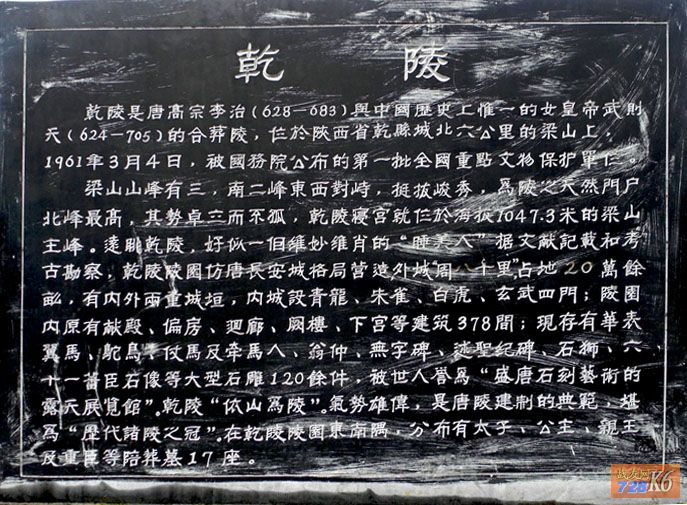 乾陵
乾陵是唐髙宗李治(628—683)與中國歷史上惟一的女皇帝武則
天(624—705)的合葬陵，位於陝西省乾縣城北六公里的梁山上，
1961年3月4日，被國務院公布的第一批全國重點文物保护單位。
梁山山峰有三，南二峰東西對峙，挺拔峻秀，爲陵之天然門户
北峰最高，其勢卓立而不孤，乾陵寢宫就位於海拔1047.3米的梁山
主峰。遠眺乾陵，好似一個維妙維肖的“睡美人”据文献記載和考
古勘察，乾陵陵園仿唐長安城格局營造外城“周八十里”，占地20萬餘
畝，有内外兩重城垣，内城設青龍、朱雀、白虎、玄武四門；陵園
内原有献殿、偏房、廻廊、阙樓、下宫等建筑378間；現存有華表
翼馬、鴕鳥、仗馬及牵馬人、翁仲、無字碑、述聖纪碑、石獅、六
十一蕃臣石像等大型石雕120餘件，被世人誉爲“盛唐石刻藝術的
露天展覧館”。乾陵“依山爲陵”。氣勢雄偉，是唐陵建制的典範，堪
爲“歷代諸陵之冠”。在乾陵陵園東南隅，分布有太子、公主、親王
及重臣等陪葬墓17座。
战友网
728K6